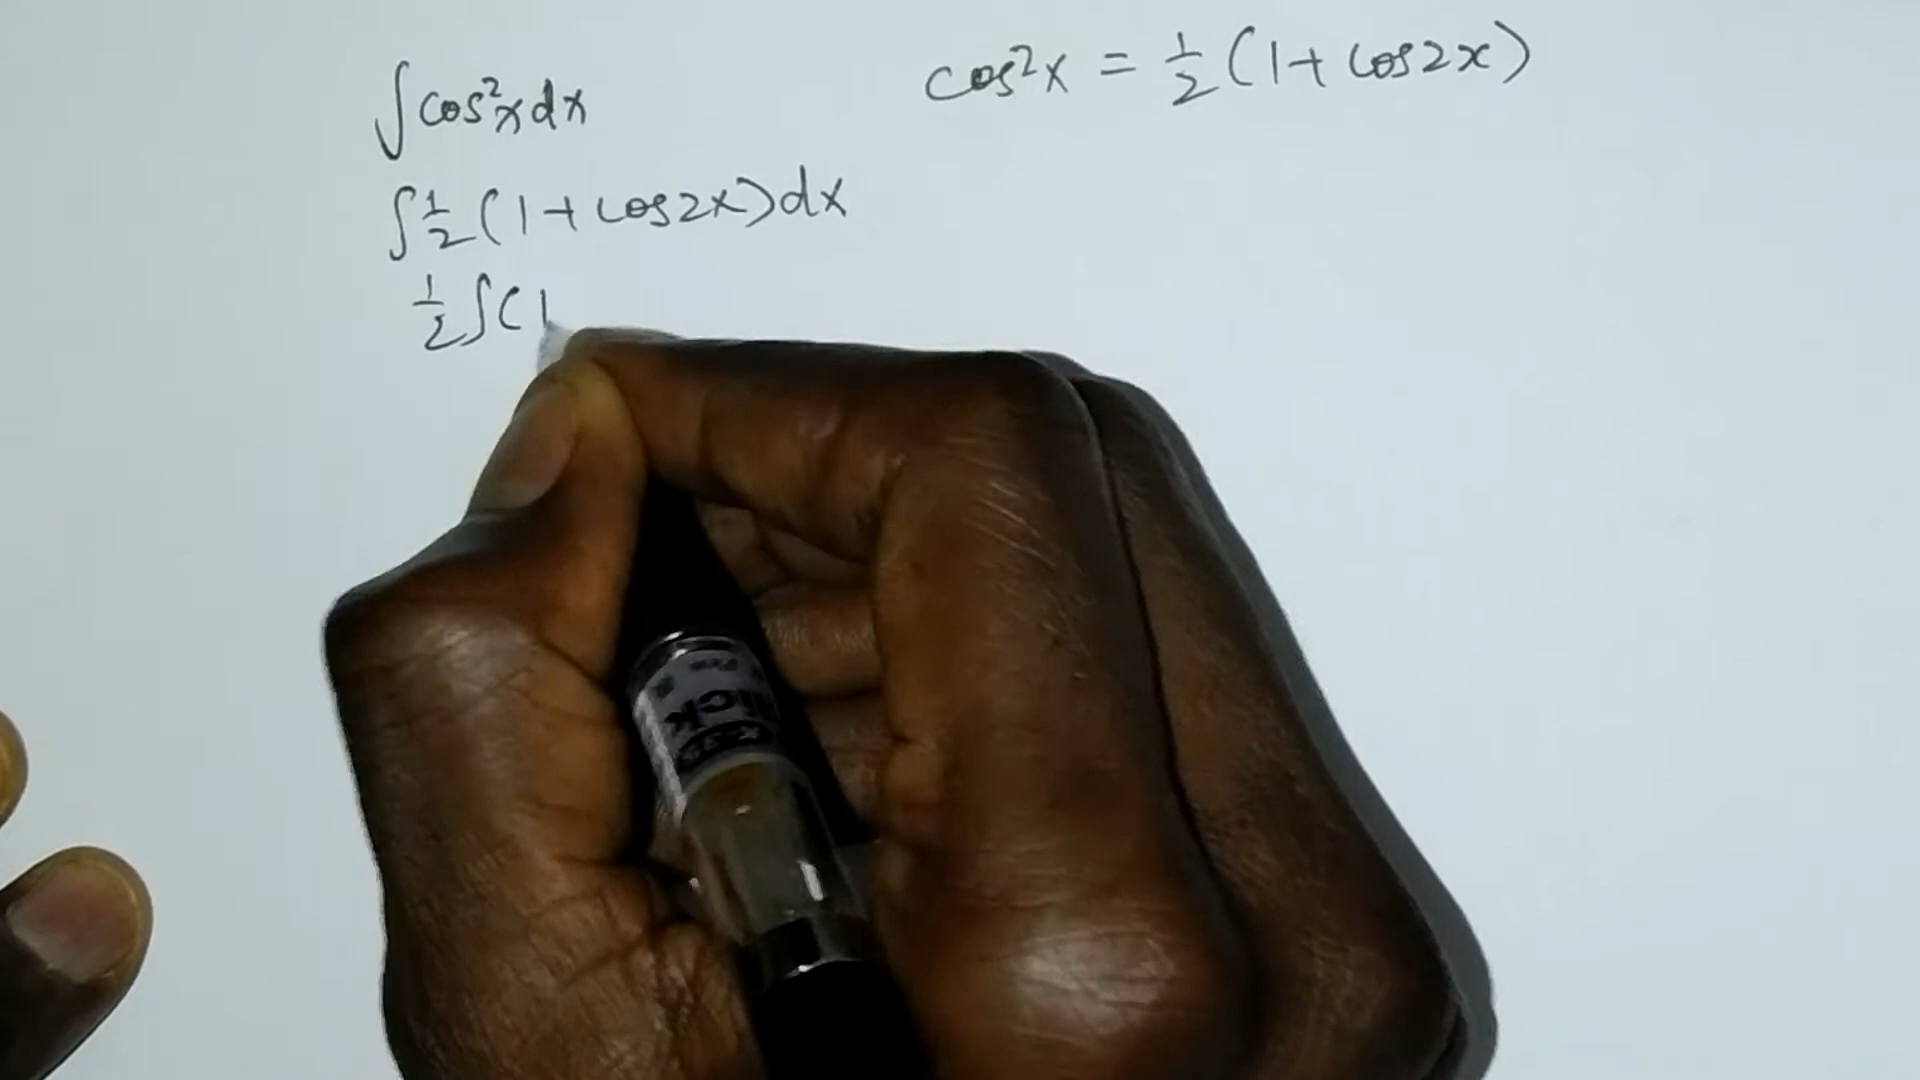 ∫cos²x dx
cos²x = ½(1 + cos2x)
∫½(1 + cos2x)dx
½∫(1